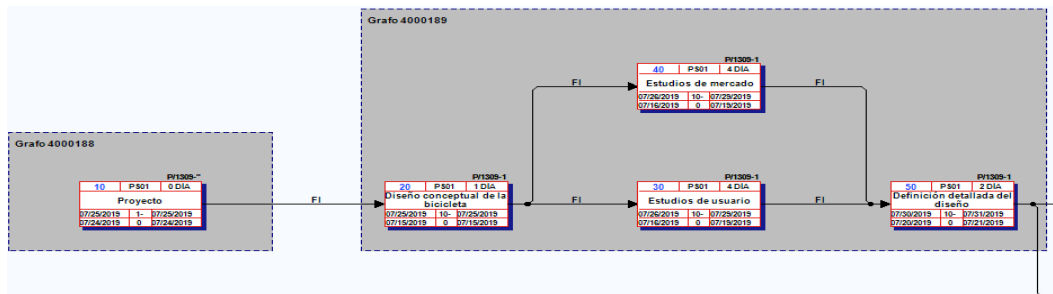 Grafo 4000189
P/1309-1
40 PS01 4 DÍA
Estudios de mercado
07/26/2019 10- 07/29/2019
07/16/2019 0 07/19/2019
FI FI
Grafo 4000188
P/1309-"
10 PS01 0 DÍA
Proyecto
07/25/2019 1- 07/25/2019
07/24/2019 0 07/24/2019
FI
P/1309-1
20 PS01 1 DÍA
Diseño conceptual de la
bicicleta
07/25/2019 10- 07/25/2019
07/15/2019 0 07/15/2019
FI
P/1309-1
30 PS01 4 DÍA
Estudios de usuario
07/26/2019 10- 07/29/2019
07/16/2019 0 07/19/2019
FI
P/1309-1
50 PS01 2 DÍA
Definición detallada del
diseño
07/30/2019 10- 07/31/2019
07/20/2019 0 07/21/2019